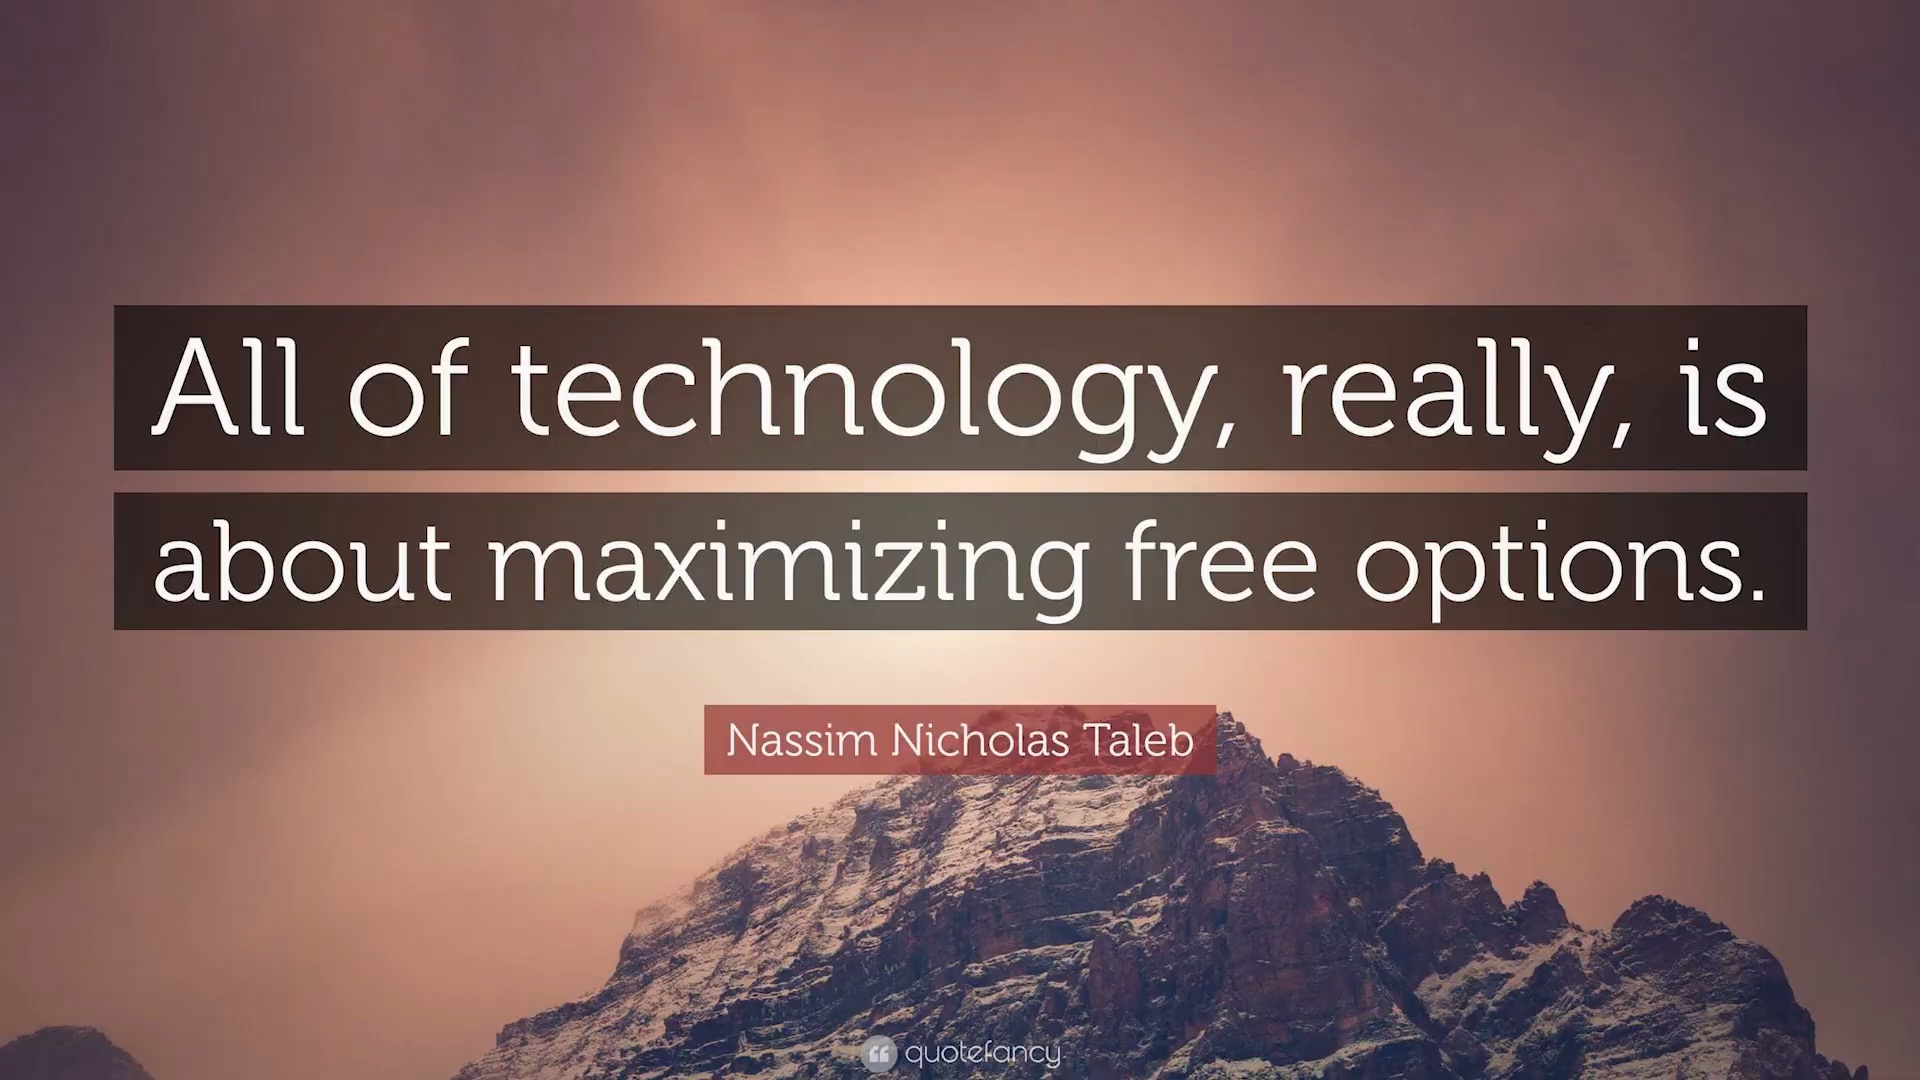 All of technology, really, is
about maximizing free options.
Nassim Nicholas Taleb
quotefancy